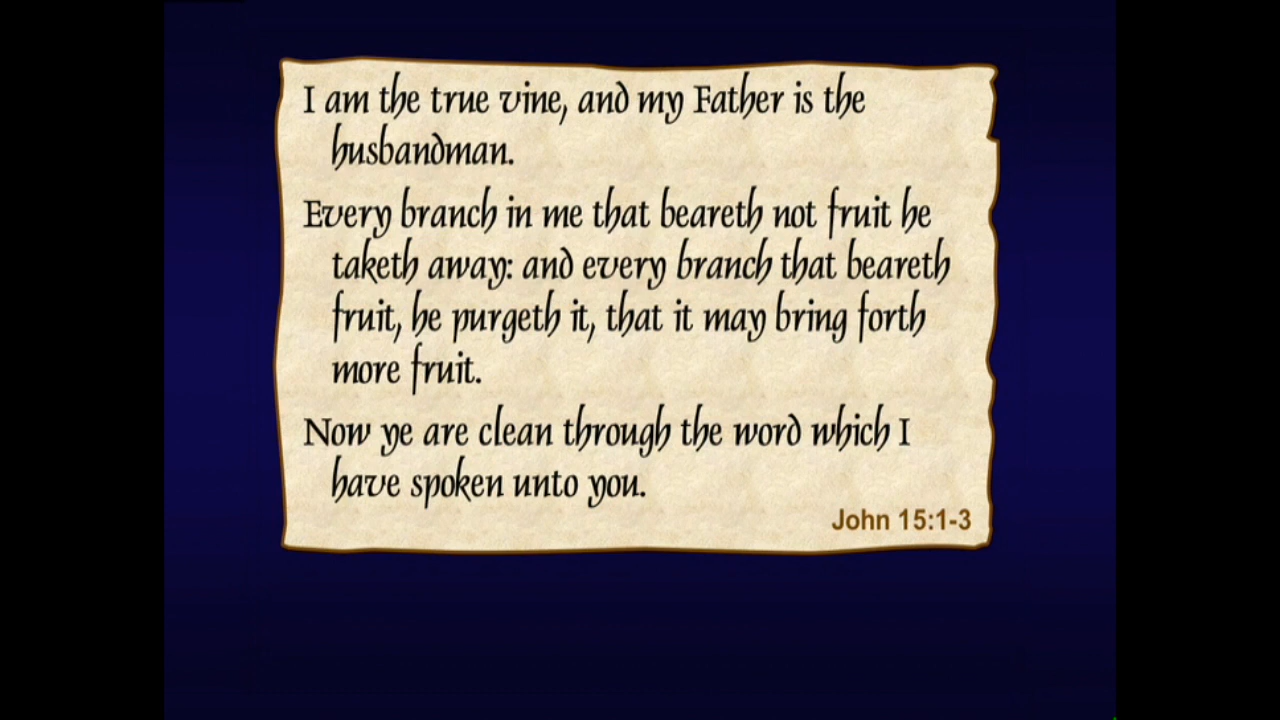 I am the true vine, and my Father is the
husbandman.
Every branch in me that beareth not fruit he
taketh away: and every branch that beareth
fruit, he purgeth it, that it may bring forth
more fruit.
Now ye are clean through the word which I
have spoken unto you.
John 15:1-3